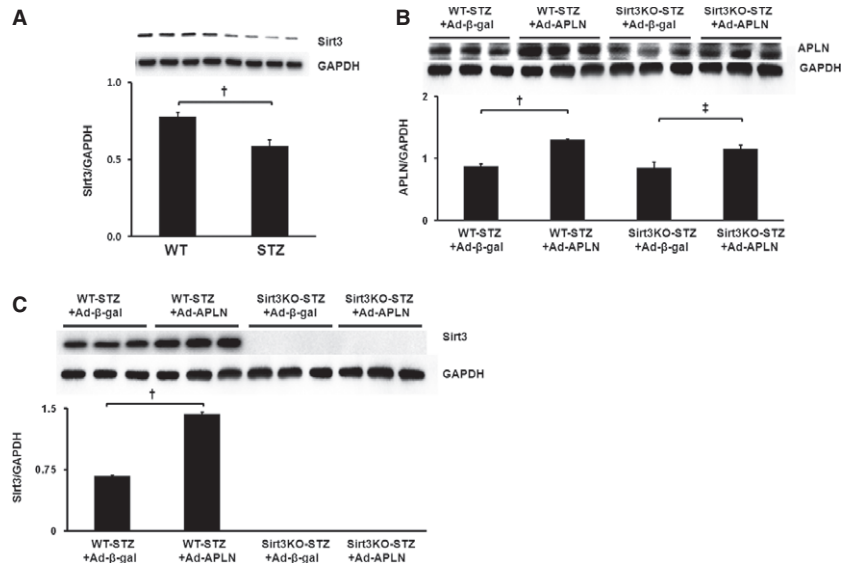 A
Sirt3
GAPDH
1.0
†
Sirt3/GAPDH
0.5
0.0
WT STZ
B
WT-STZ WT-STZ Sirt3KO-STZ Sirt3KO-STZ
+Ad-β-gal +Ad-APLN +Ad-β-gal +Ad-APLN
APLN
GAPDH
2
† ‡
APLN/GAPDH
1
0
WT-STZ WT-STZ Sirt3KO-STZ Sirt3KO-STZ
+Ad-β-gal +Ad-APLN +Ad-β-gal +Ad-APLN
C
WT-STZ WT-STZ Sirt3KO-STZ Sirt3KO-STZ
+Ad-β-gal +Ad-APLN +Ad-β-gal +Ad-APLN
Sirt3
GAPDH
1.5
†
Sirt3/GAPDH
0.75
0
WT-STZ WT-STZ Sirt3KO-STZ Sirt3KO-STZ
+Ad-β-gal +Ad-APLN +Ad-β-gal +Ad-APLN